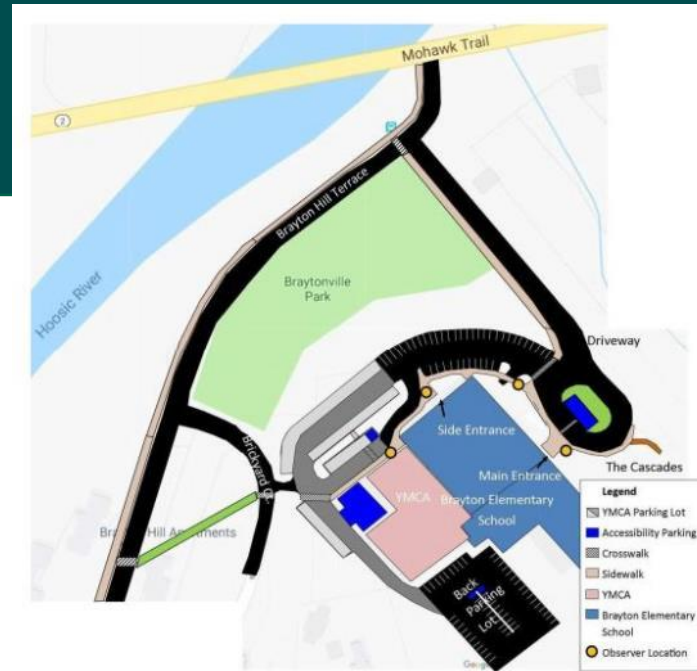 Mohawk Trail
2
Brayton Hill Terrace
Hoosic River
Braytonville
Park
Driveway
Side Entrance
Main Entrance
The Cascades
Brickyard Ct.
YMCA
Brayton Elementary
School
Back
Parking
Lot
Legend
YMCA Parking Lot
Accessibility Parking
Crosswalk
Sidewalk
YMCA
Brayton Elementary
School
Observer Location